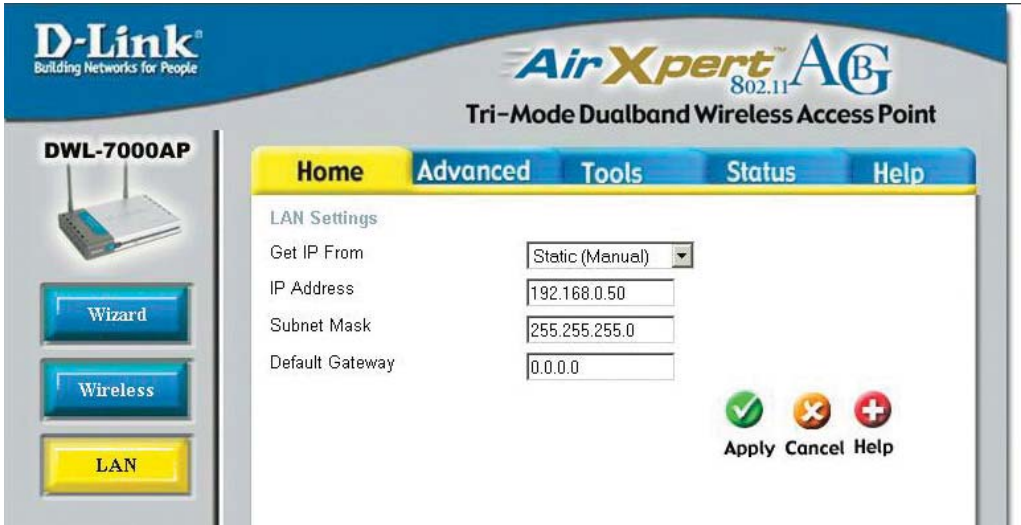 D-Link®
Building Networks for People
AirXpert™ 802.11 ABG
Tri-Mode Dualband Wireless Access Point
DWL-7000AP
Home Advanced Tools Status Help
LAN Settings
Get IP From Static (Manual)
IP Address 192.168.0.50
Subnet Mask 255.255.255.0
Default Gateway 0.0.0.0
Wizard
Wireless
LAN
Apply Cancel Help